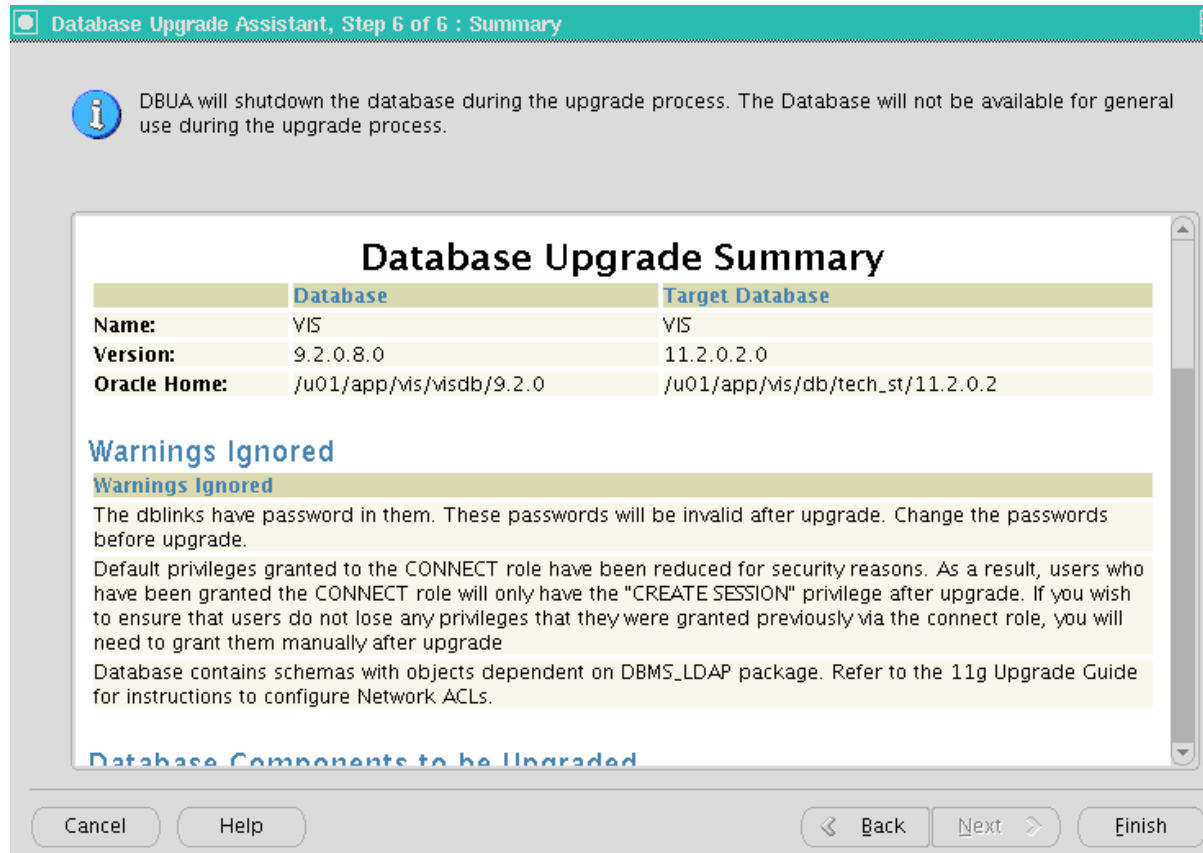 Database Upgrade Assistant, Step 6 of 6 : Summary
DBUA will shutdown the database during the upgrade process. The Database will not be available for general
use during the upgrade process.
Database Upgrade Summary
Database Target Database
Name: VIS VIS
Version: 9.2.0.8.0 11.2.0.2.0
Oracle Home: /u01/app/vis/visdb/9.2.0 /u01/app/vis/db/tech_st/11.2.0.2
Warnings Ignored
Warnings Ignored
The dblinks have password in them. These passwords will be invalid after upgrade. Change the passwords
before upgrade.
Default privileges granted to the CONNECT role have been reduced for security reasons. As a result, users who
have been granted the CONNECT role will only have the "CREATE SESSION" privilege after upgrade. If you wish
to ensure that users do not lose any privileges that they were granted previously via the connect role, you will
need to grant them manually after upgrade
Database contains schemas with objects dependent on DBMS_LDAP package. Refer to the 11g Upgrade Guide
for instructions to configure Network ACLs.
Database Components to be Upgraded
Cancel Help Back Next Finish